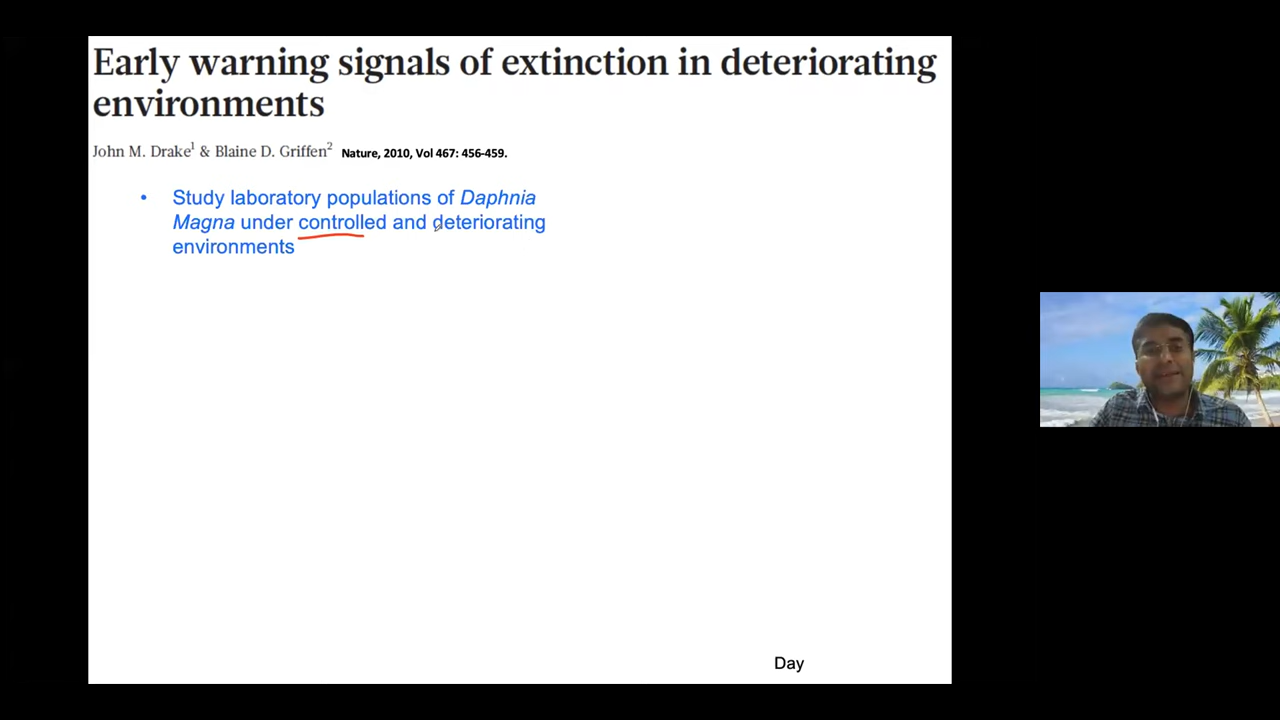 Early warning signals of extinction in deteriorating
environments
John M. Drake¹ & Blaine D. Griffen² Nature, 2010, Vol 467: 456-459.
• Study laboratory populations of Daphnia
Magna under controlled and deteriorating
environments
Day